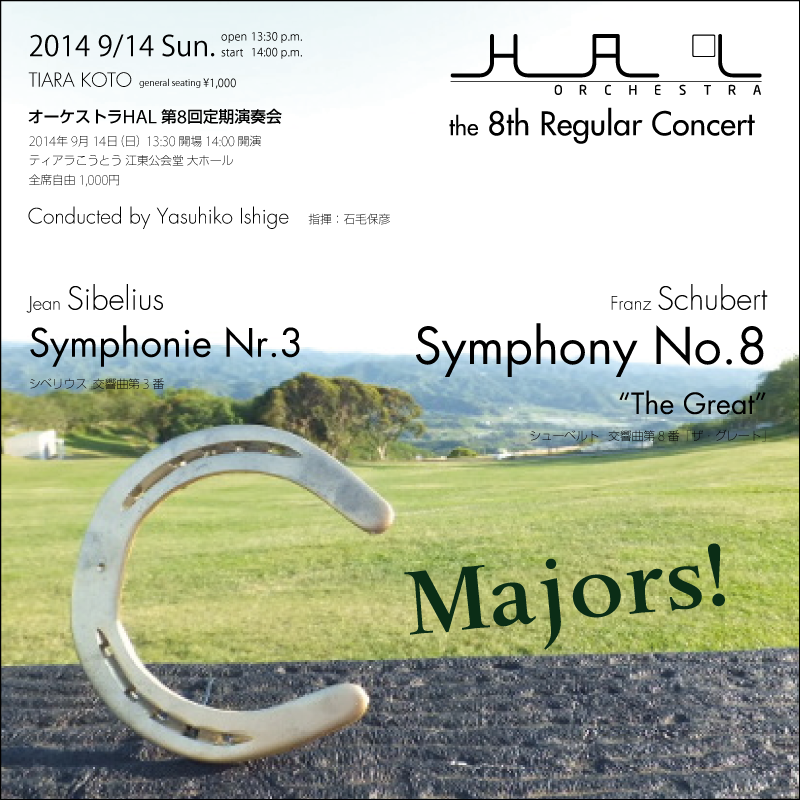 2014 9/14 Sun. open 13:30 p.m.
start 14:00 p.m.
TIARA KOTO general seating ¥1,000
オーケストラHAL 第8回定期演奏会
2014年 9月 14日 (日) 13:30 開場 14:00 開演
ティアラこうとう 江東公会堂 大ホール
全席自由 1,000円
Conducted by Yasuhiko Ishige 指揮：石毛保彦
HAL
ORCHESTRA
the 8th Regular Concert
Jean Sibelius
Symphonie Nr.3
シベリウス 交響曲第3番
Franz Schubert
Symphony No.8
“The Great”
シューベルト 交響曲第8番「ザ・グレート」
Majors!